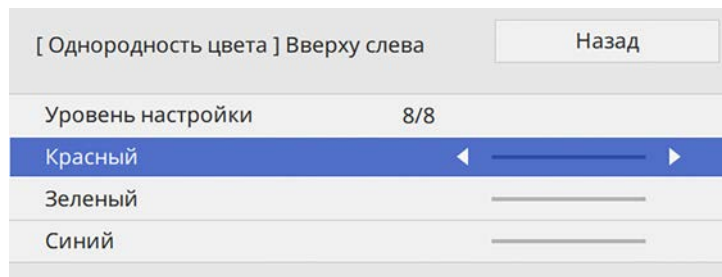 [ Однородность цвета ] Вверху слева
Назад
Уровень настройки 8/8
Красный
Зеленый
Синий